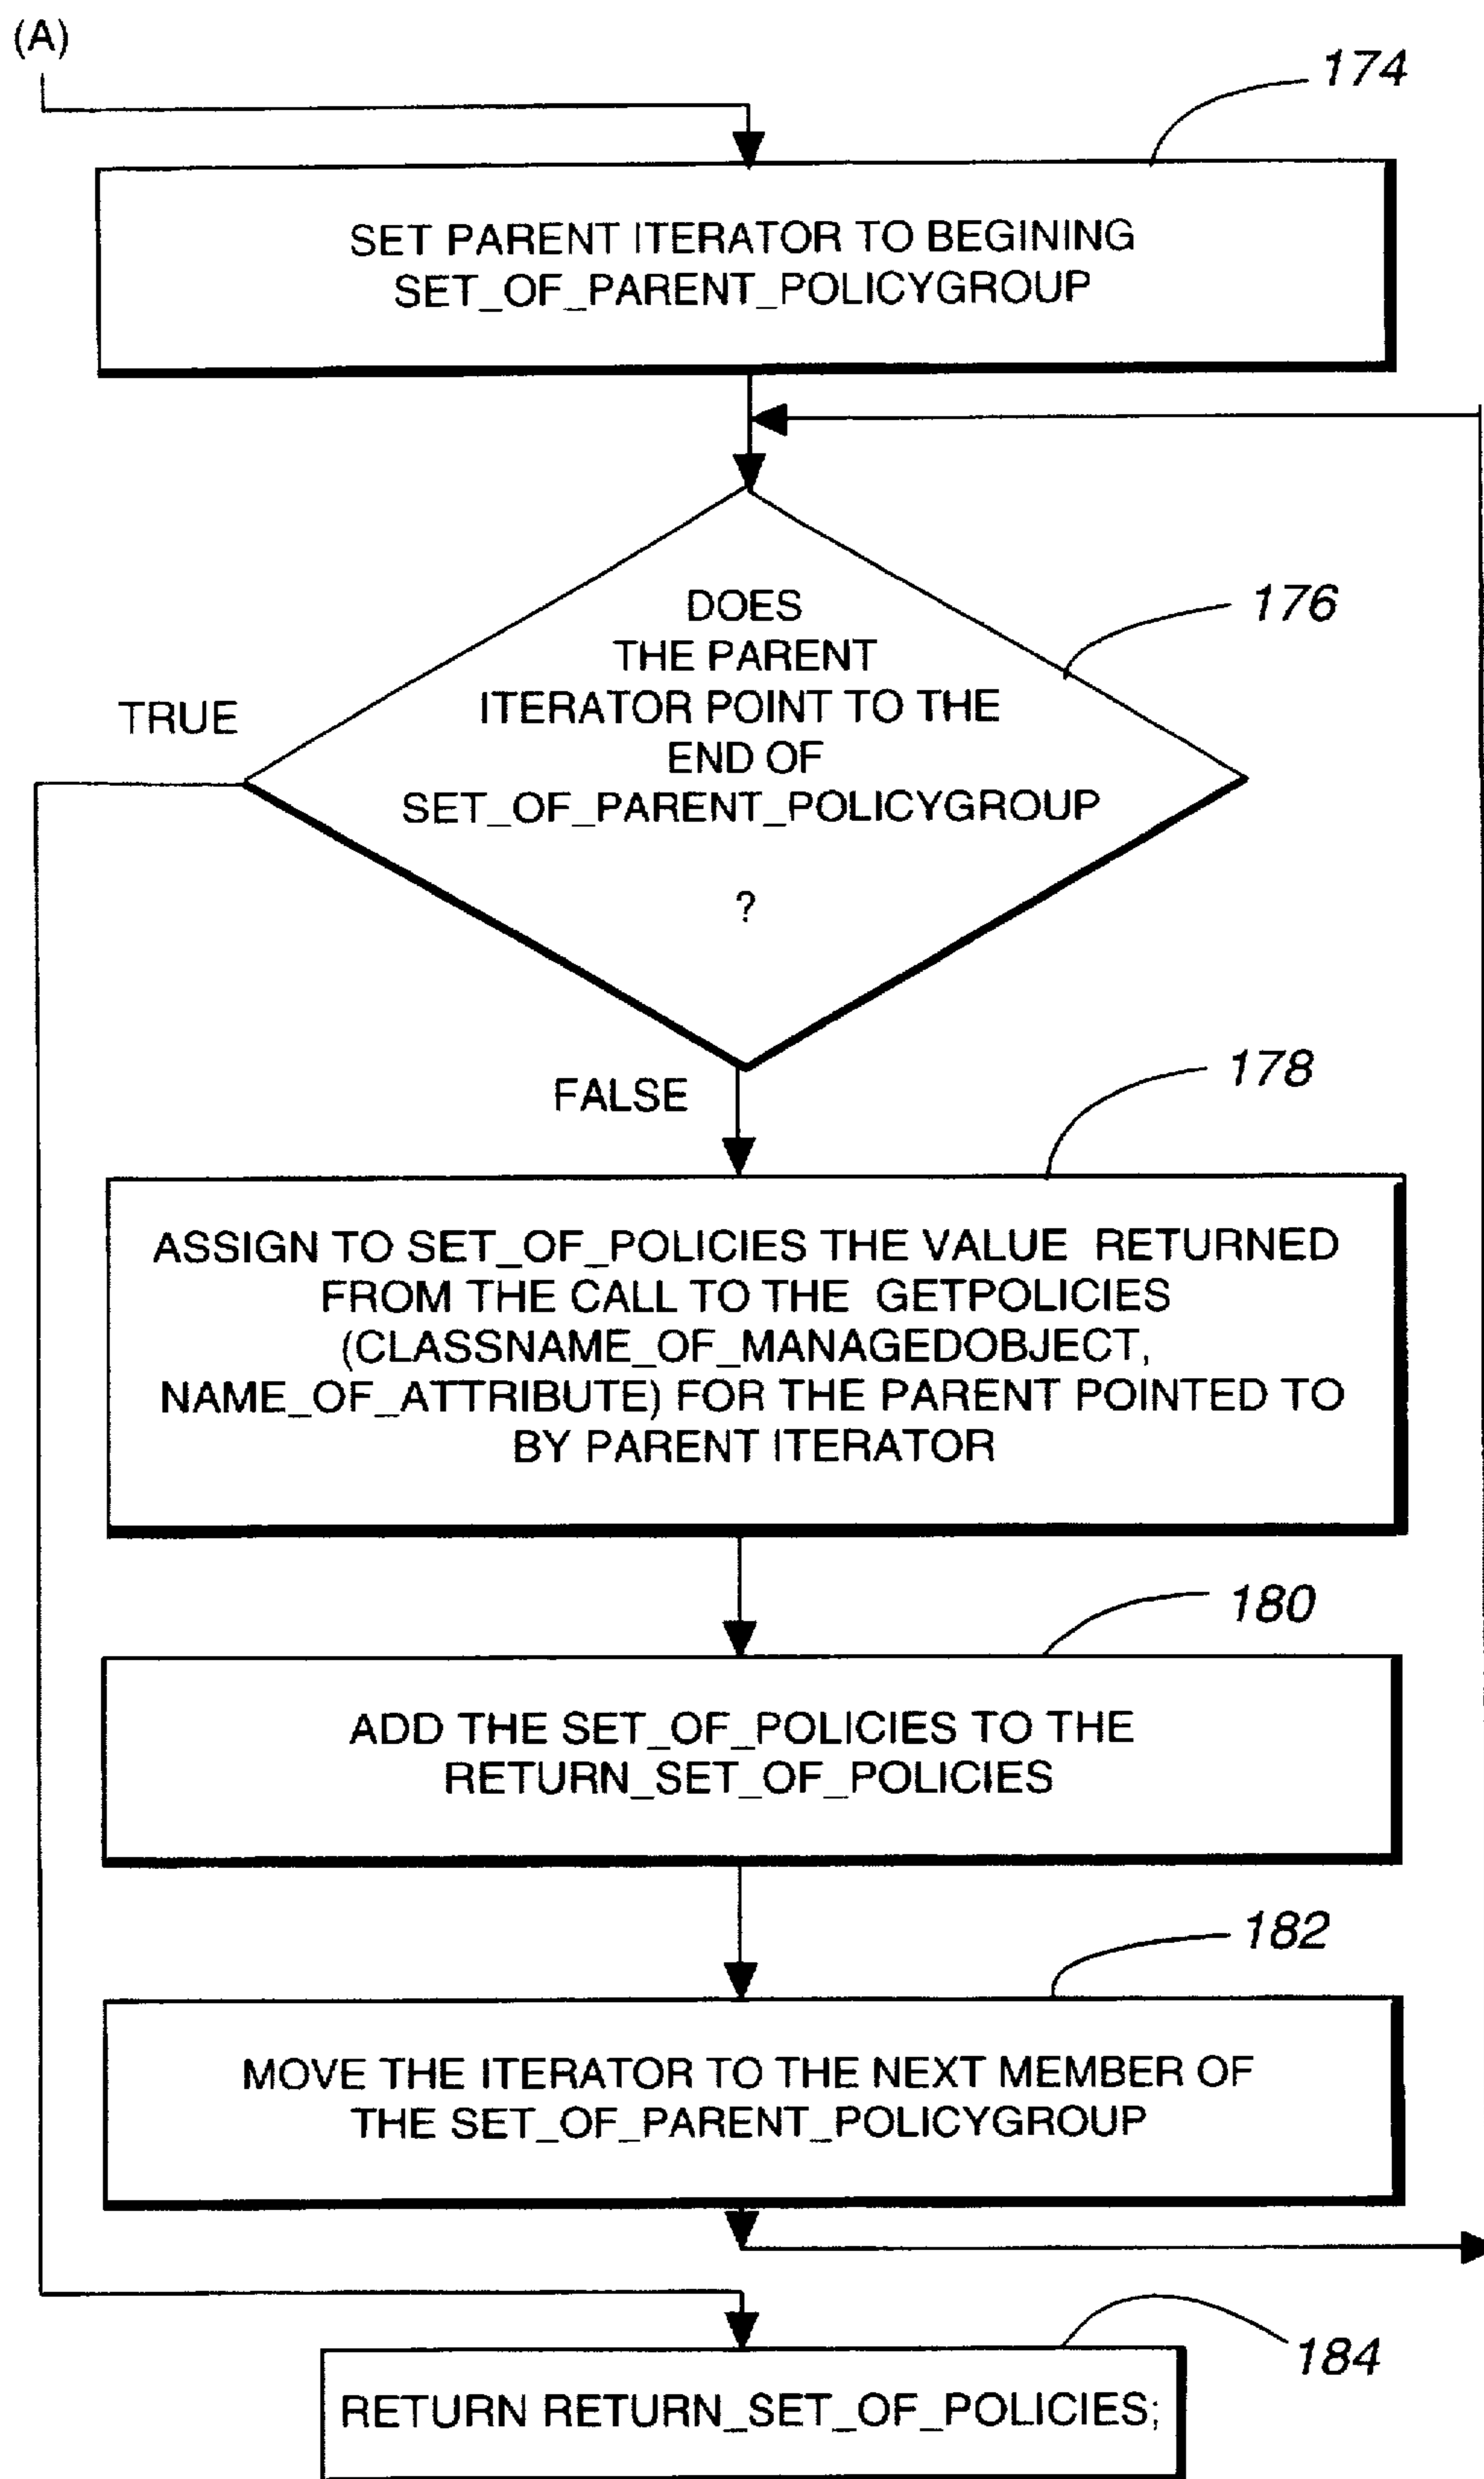 (A)
174
SET PARENT ITERATOR TO BEGINING
SET_OF_PARENT_POLICYGROUP
176
DOES
THE PARENT
ITERATOR POINT TO THE
END OF
SET_OF_PARENT_POLICYGROUP
?
TRUE
FALSE
178
ASSIGN TO SET_OF_POLICIES THE VALUE RETURNED
FROM THE CALL TO THE GETPOLICIES
(CLASSNAME_OF_MANAGEDOBJECT,
NAME_OF_ATTRIBUTE) FOR THE PARENT POINTED TO
BY PARENT ITERATOR
180
ADD THE SET_OF_POLICIES TO THE
RETURN_SET_OF_POLICIES
182
MOVE THE ITERATOR TO THE NEXT MEMBER OF
THE SET_OF_PARENT_POLICYGROUP
184
RETURN RETURN_SET_OF_POLICIES;